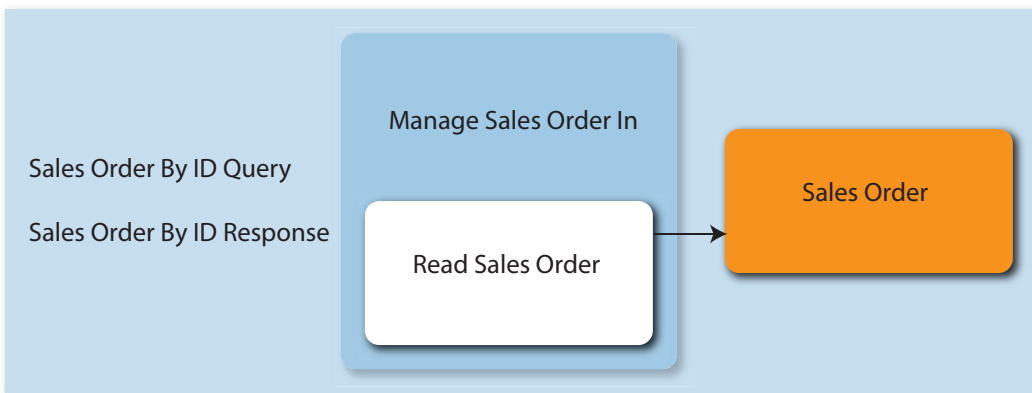 Manage Sales Order In
Sales Order By ID Query
Sales Order
Sales Order By ID Response
Read Sales Order